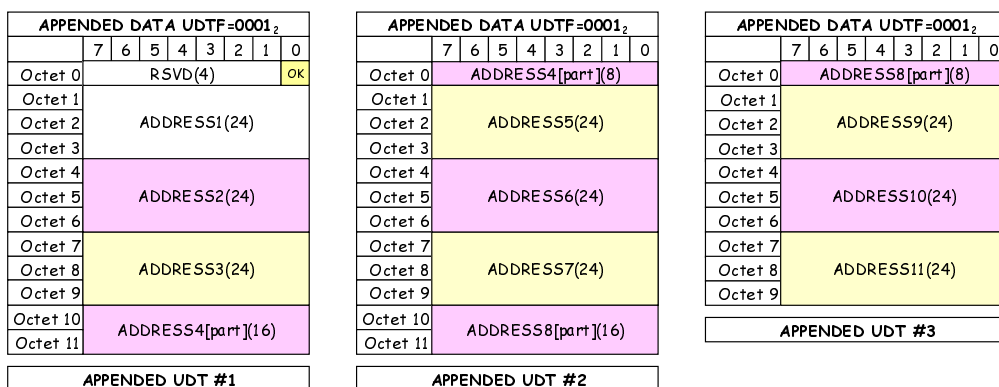 APPENDED DATA UDTF=0001₂
7 6 5 4 3 2 1 0
Octet 0 RSVD(4) OK
Octet 1
Octet 2 ADDRESS1(24)
Octet 3
Octet 4
Octet 5 ADDRESS2(24)
Octet 6
Octet 7
Octet 8 ADDRESS3(24)
Octet 9
Octet 10
ADDRESS4[part](16)
Octet 11
APPENDED UDT #1
APPENDED DATA UDTF=0001₂
7 6 5 4 3 2 1 0
Octet 0 ADDRESS4[part](8)
Octet 1
Octet 2 ADDRESS5(24)
Octet 3
Octet 4
Octet 5 ADDRESS6(24)
Octet 6
Octet 7
Octet 8 ADDRESS7(24)
Octet 9
Octet 10
ADDRESS8[part](16)
Octet 11
APPENDED UDT #2
APPENDED DATA UDTF=0001₂
7 6 5 4 3 2 1 0
Octet 0 ADDRESS8[part](8)
Octet 1
Octet 2 ADDRESS9(24)
Octet 3
Octet 4
Octet 5 ADDRESS10(24)
Octet 6
Octet 7
Octet 8 ADDRESS11(24)
Octet 9
APPENDED UDT #3